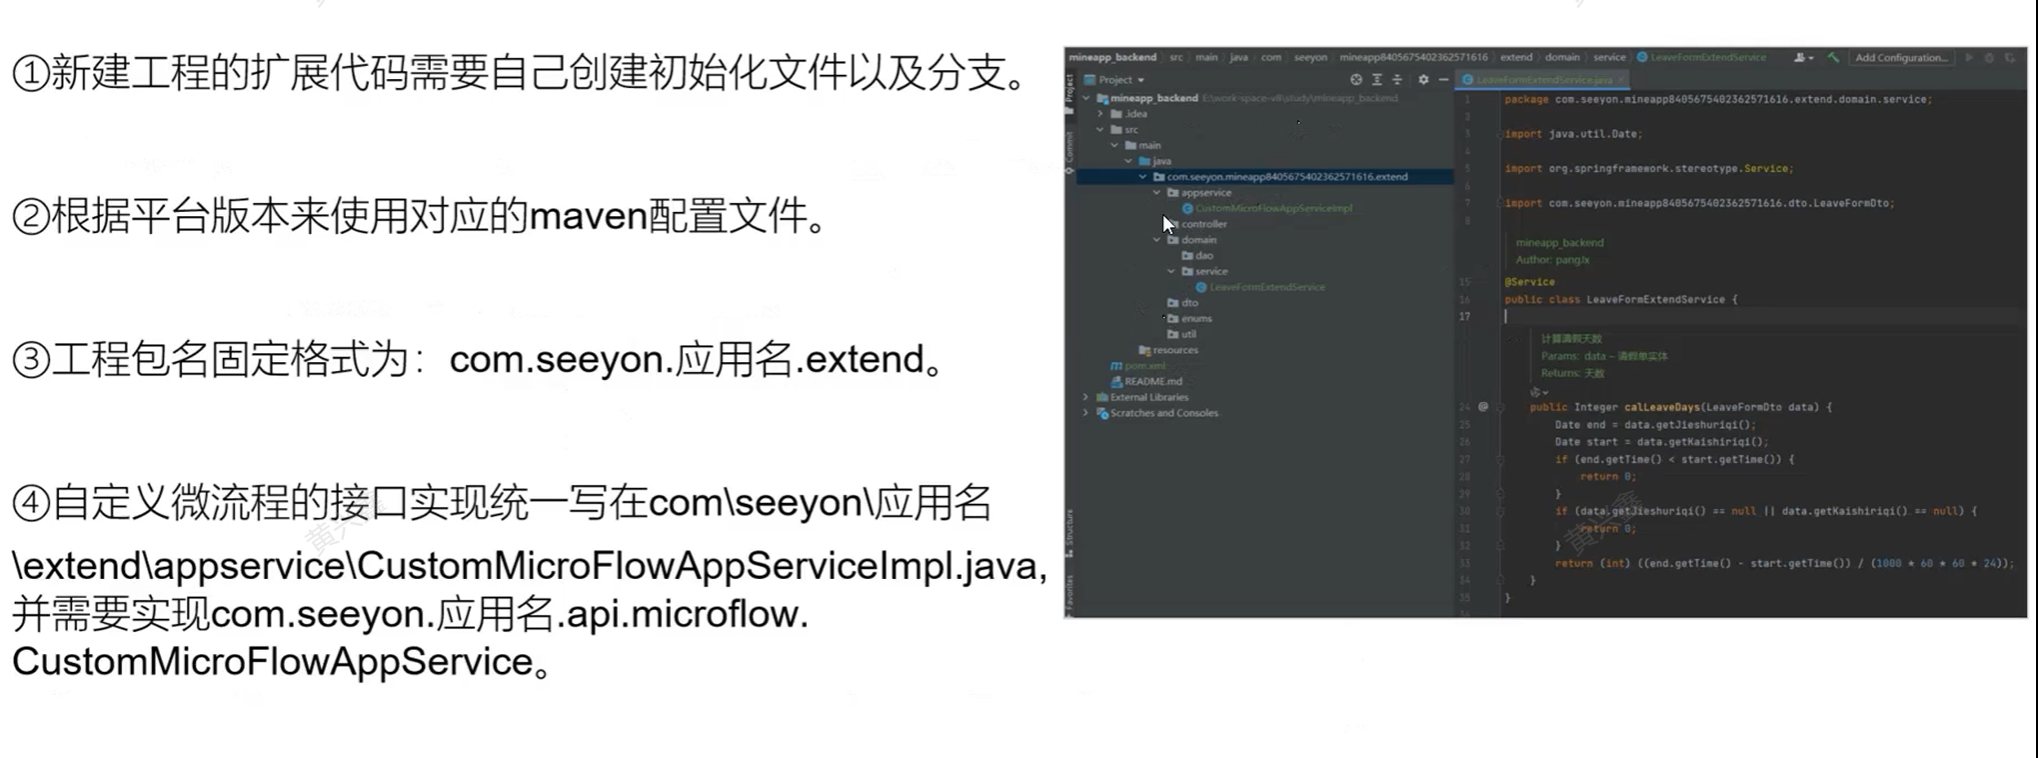 ①新建工程的扩展代码需要自己创建初始化文件以及分支。
②根据平台版本来使用对应的maven配置文件。
③工程包名固定格式为：com.seeyon.应用名.extend。
④自定义微流程的接口实现统一写在com\seeyon\应用名
\extend\appservice\CustomMicroFlowAppServiceImpl.java,
并需要实现com.seeyon.应用名.api.microflow.
CustomMicroFlowAppService。
mineapp_backend src main java com seeyon mineapp8405675402362571616 extend domain service LeaveFormExtendService Add Configuration...
Project
mineapp_backend E:\work-space-v8\study\mineapp_backend
.idea
src
main
java
com.seeyon.mineapp8405675402362571616.extend
appservice
CustomMicroFlowAppServiceImpl
controller
domain
dao
service
LeaveFormExtendService
dto
enums
util
resources
pom.xml
README.md
External Libraries
Scratches and Consoles
Project
Commit
Structure
Favorites
LeaveFormExtendService.java
1 package com.seeyon.mineapp8405675402362571616.extend.domain.service;
2
3 import java.util.Date;
4
5 import org.springframework.stereotype.Service;
6
7 import com.seeyon.mineapp8405675402362571616.dto.LeaveFormDto;
8
mineapp_backend
Author: panglx
15 @Service
16 public class LeaveFormExtendService {
17
计算请假天数
Params: data – 请假单实体
Returns: 天数
24 @ public Integer calLeaveDays(LeaveFormDto data) {
25 Date end = data.getJieshuriqi();
26 Date start = data.getKaishiriqi();
27 if (end.getTime() < start.getTime()) {
28 return 0;
29 }
30 if (data.getJieshuriqi() == null || data.getKaishiriqi() == null) {
31 return 0;
32 }
33 return (int) ((end.getTime() - start.getTime()) / (1000 * 60 * 60 * 24));
34 }
35 }